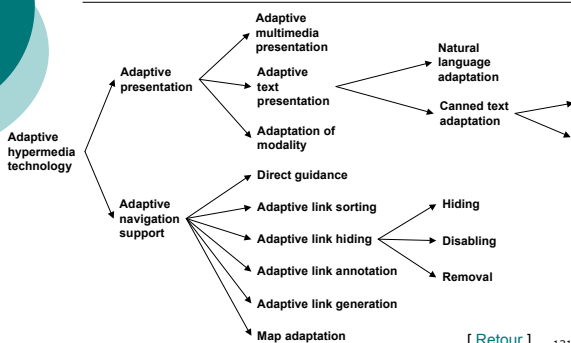 Adaptive
hypermedia
technology
Adaptive
presentation
Adaptive
navigation
support
Adaptive
multimedia
presentation
Adaptive
text
presentation
Adaptation of
modality
Natural
language
adaptation
Canned text
adaptation
Direct guidance
Adaptive link sorting
Adaptive link hiding
Adaptive link annotation
Adaptive link generation
Map adaptation
Hiding
Disabling
Removal
[ Retour ]